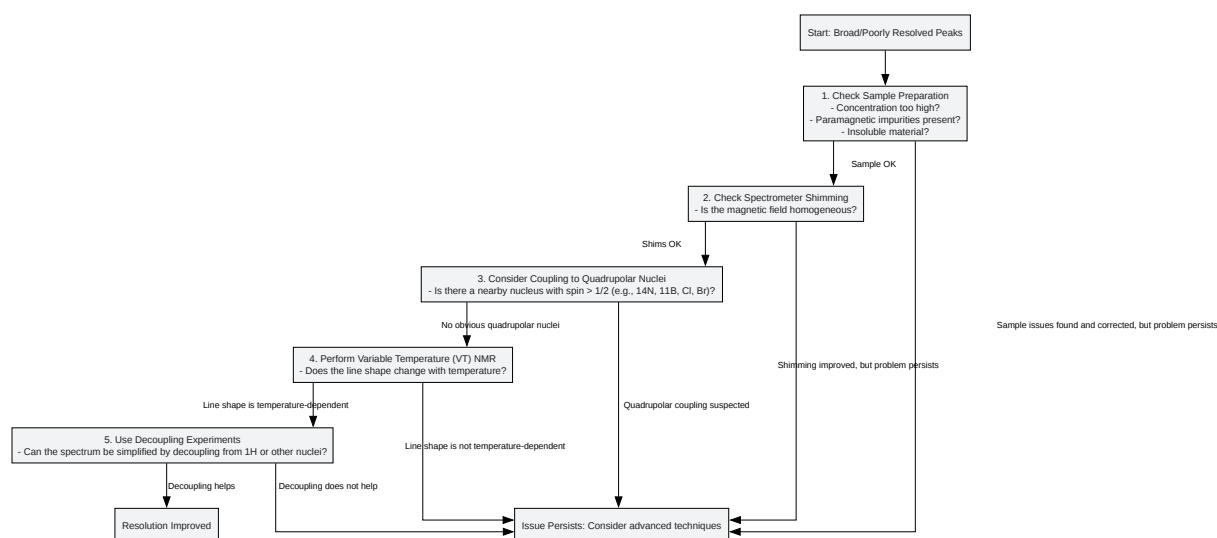 Start: Broad/Poorly Resolved Peaks
1. Check Sample Preparation
- Concentration too high?
- Paramagnetic impurities present?
- Insoluble material?
Sample OK
2. Check Spectrometer Shimming
- Is the magnetic field homogeneous?
Shims OK
3. Consider Coupling to Quadrupolar Nuclei
- Is there a nearby nucleus with spin > 1/2 (e.g., 14N, 11B, Cl, Br)?
No obvious quadrupolar nuclei
Sample issues found and corrected, but problem persists
4. Perform Variable Temperature (VT) NMR
- Does the line shape change with temperature?
Shimming improved, but problem persists
Line shape is temperature-dependent
Quadrupolar coupling suspected
5. Use Decoupling Experiments
- Can the spectrum be simplified by decoupling from 1H or other nuclei?
Line shape is not temperature-dependent
Decoupling helps
Decoupling does not help
Resolution Improved
Issue Persists: Consider advanced techniques